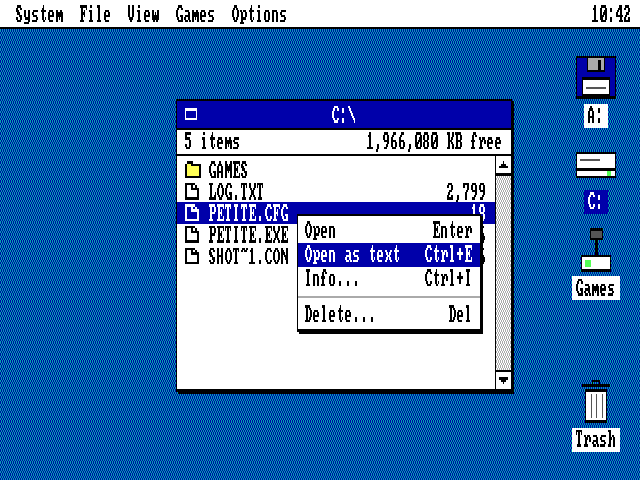 System File View Games Options 10:42
A:
C:\
5 items 1,966,080 KB free
GAMES
LOG.TXT 2,799
PETITE.CFG 18
PETITE.EXE
SHOT~1.CON
Open Enter
Open as text Ctrl+E
Info... Ctrl+I
Delete... Del
C:
Games
Trash